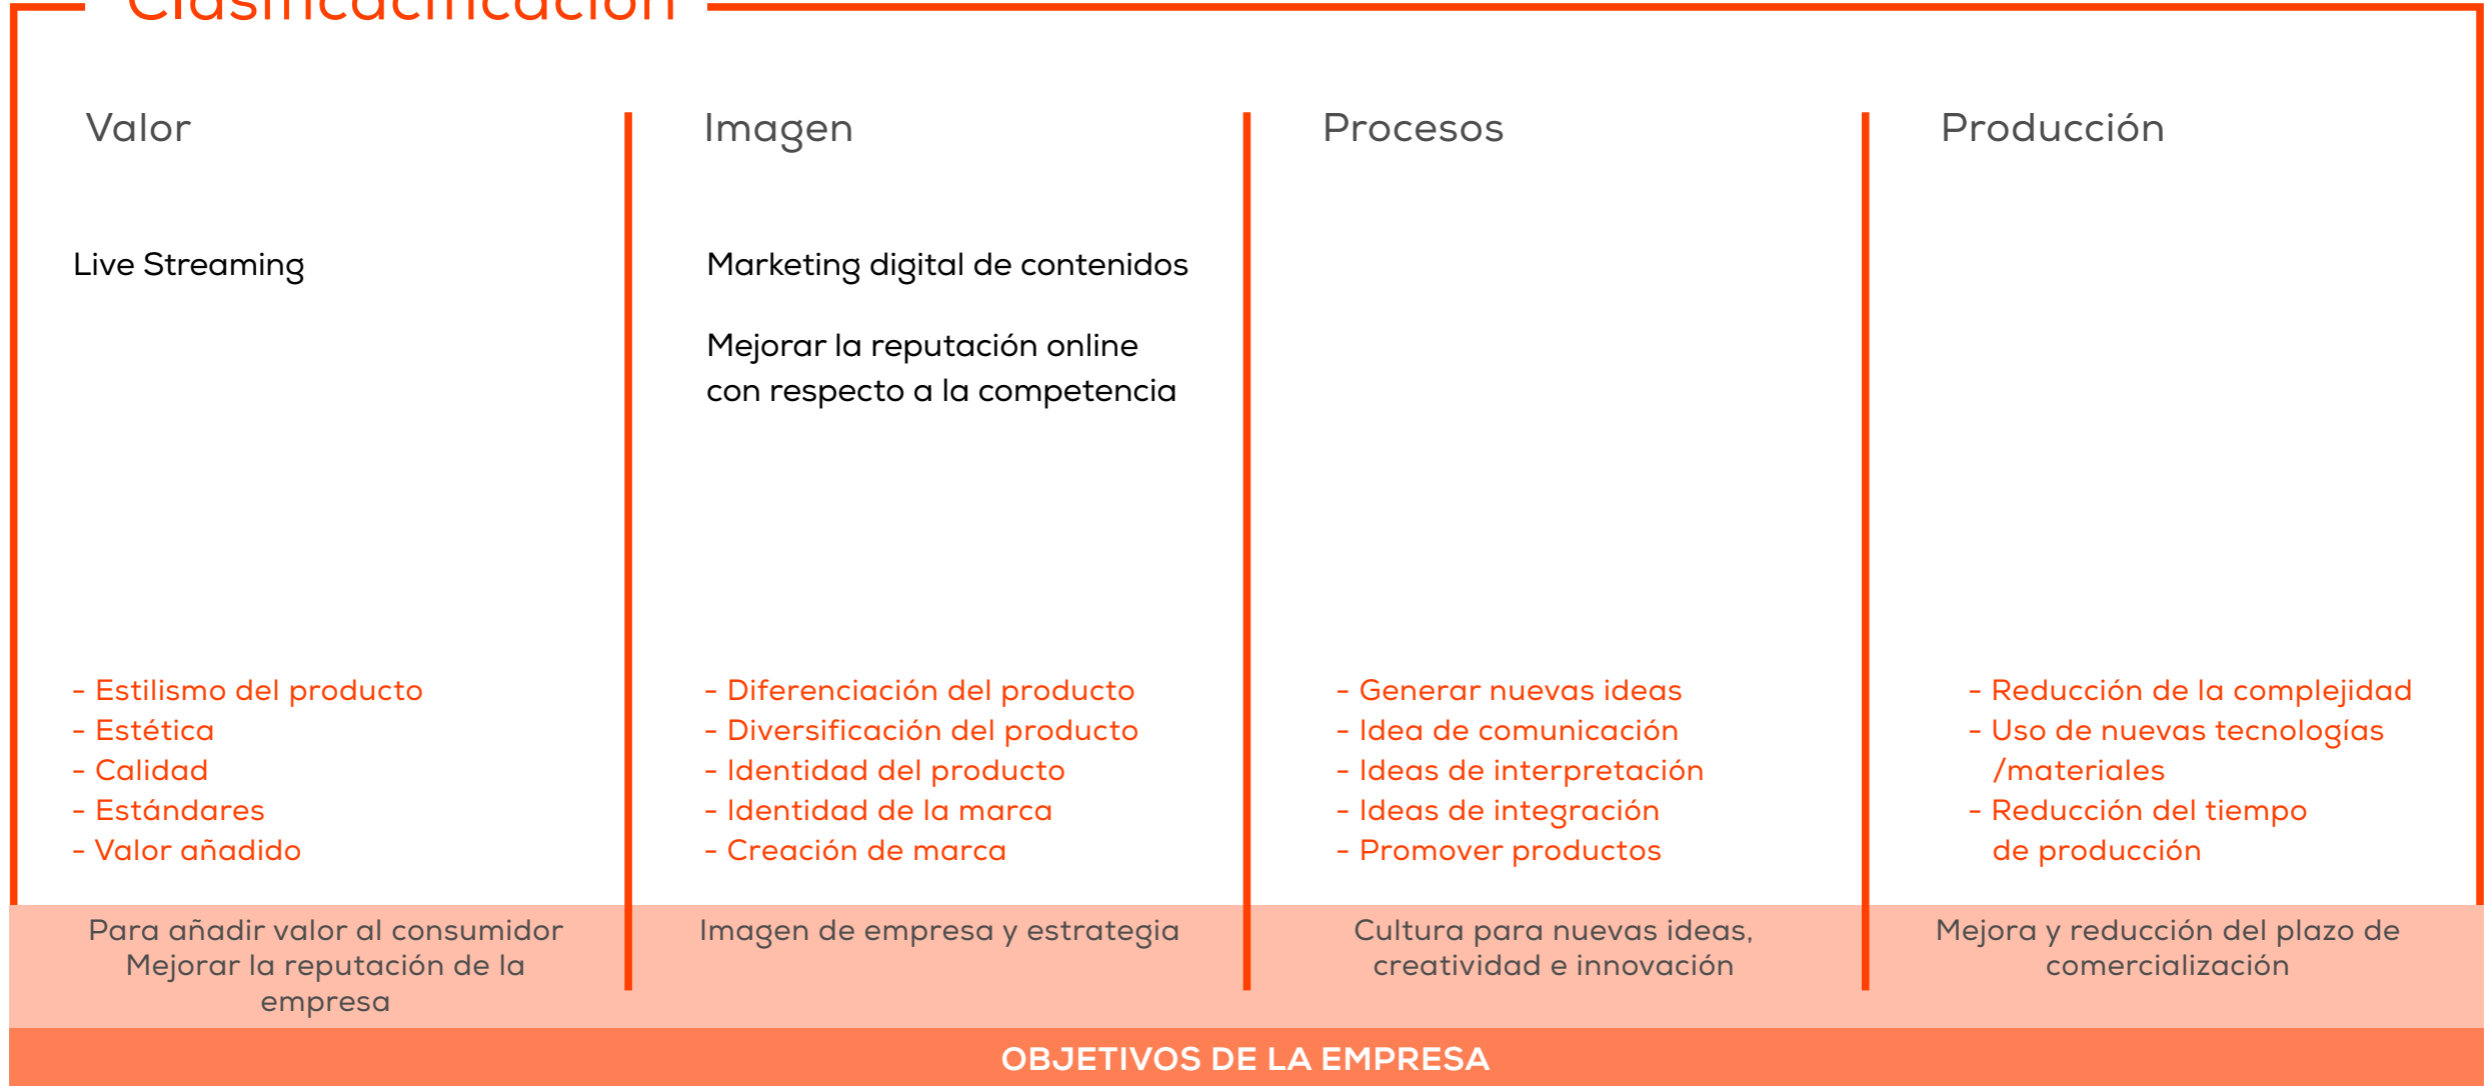 Clasificacificación
Valor
Live Streaming
- Estilismo del producto
- Estética
- Calidad
- Estándares
- Valor añadido
Para añadir valor al consumidor
Mejorar la reputación de la
empresa
Imagen
Marketing digital de contenidos
Mejorar la reputación online
con respecto a la competencia
- Diferenciación del producto
- Diversificación del producto
- Identidad del producto
- Identidad de la marca
- Creación de marca
Imagen de empresa y estrategia
Procesos
- Generar nuevas ideas
- Idea de comunicación
- Ideas de interpretación
- Ideas de integración
- Promover productos
Cultura para nuevas ideas,
creatividad e innovación
Producción
- Reducción de la complejidad
- Uso de nuevas tecnologías
/materiales
- Reducción del tiempo
de producción
Mejora y reducción del plazo de
comercialización
OBJETIVOS DE LA EMPRESA